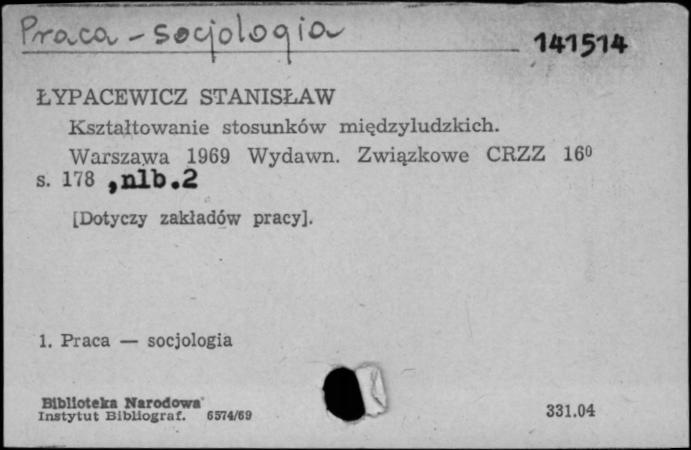 Praca - socjologia
141514
ŁYPACEWICZ STANISŁAW
Kształtowanie stosunków międzyludzkich.
Warszawa 1969 Wydawn. Związkowe CRZZ 16⁰
s. 178 ,nlb.2
[Dotyczy zakładów pracy].
1. Praca — socjologia
Biblioteka Narodowa
Instytut Bibliograf. 6574/69
331.04